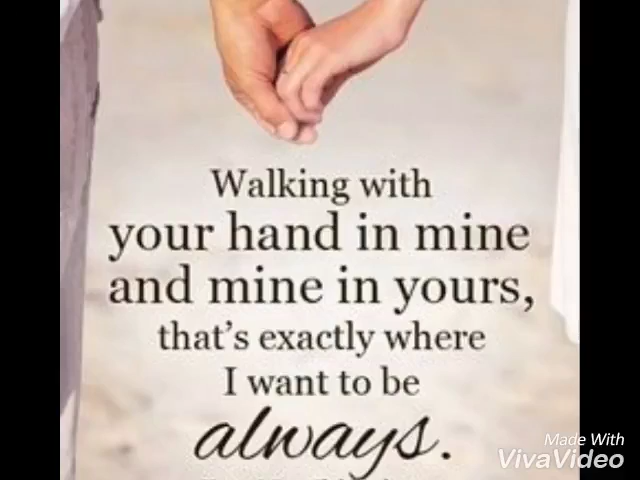 Walking with
your hand in mine
and mine in yours,
that's exactly where
I want to be
always.
Made With
VivaVideo